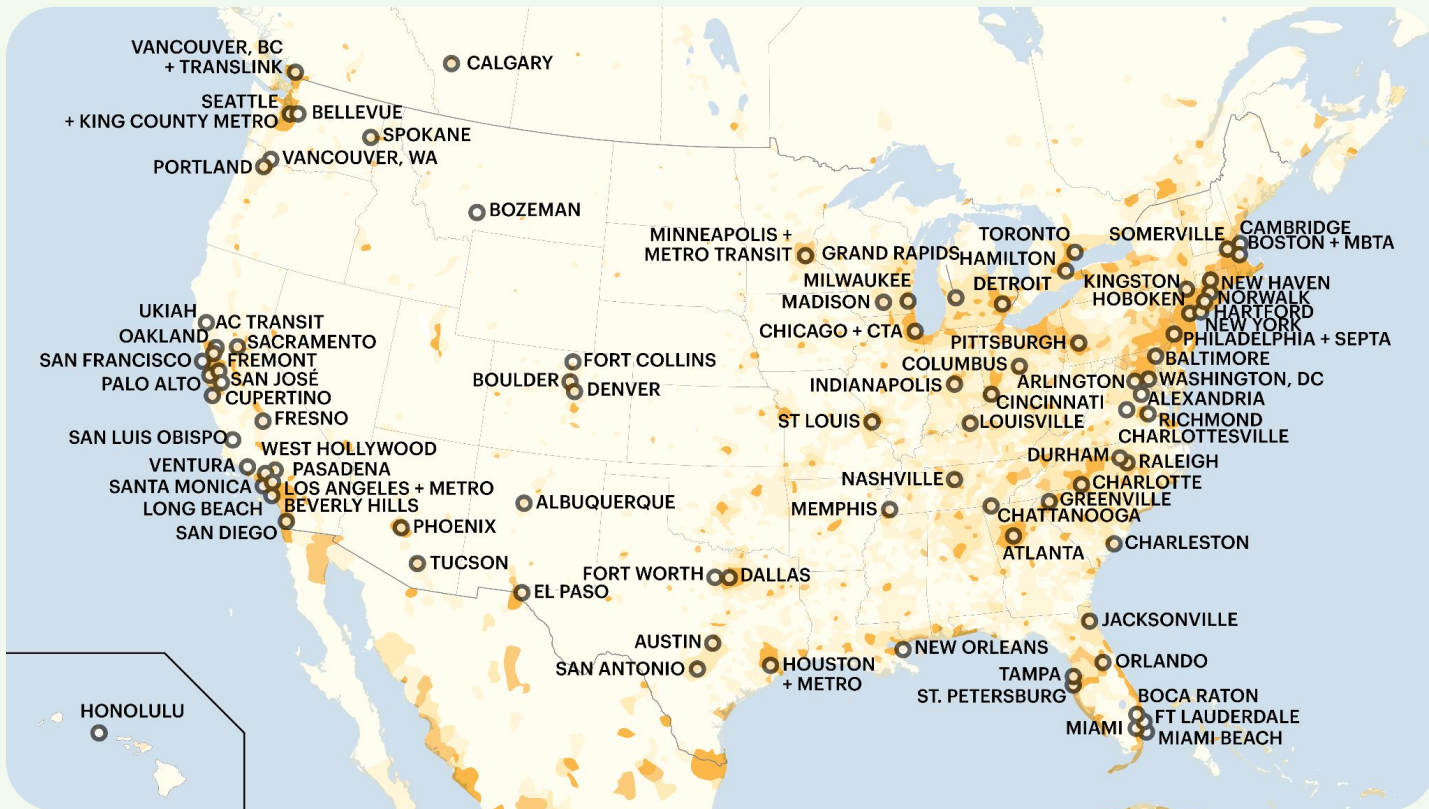 VANCOUVER, BC
+ TRANSLINK
CALGARY
SEATTLE
+ KING COUNTY METRO
BELLEVUE
SPOKANE
VANCOUVER, WA
PORTLAND
BOZEMAN
MINNEAPOLIS +
METRO TRANSIT
GRAND RAPIDS
MILWAUKEE
MADISON
CHICAGO + CTA
TORONTO
HAMILTON
DETROIT
SOMERVILLE
CAMBRIDGE
BOSTON + MBTA
KINGSTON
HOBOKEN
NEW HAVEN
NORWALK
HARTFORD
NEW YORK
PHILADELPHIA + SEPTA
PITTSBURGH
BALTIMORE
COLUMBUS
INDIANAPOLIS
ARLINGTON
WASHINGTON, DC
CINCINNATI
ALEXANDRIA
ST LOUIS
LOUISVILLE
RICHMOND
CHARLOTTESVILLE
UKIAH
AC TRANSIT
OAKLAND
SACRAMENTO
SAN FRANCISCO
FREMONT
PALO ALTO
SAN JOSÉ
CUPERTINO
FRESNO
SAN LUIS OBISPO
WEST HOLLYWOOD
VENTURA
PASADENA
SANTA MONICA
LOS ANGELES + METRO
LONG BEACH
BEVERLY HILLS
SAN DIEGO
FORT COLLINS
BOULDER
DENVER
ALBUQUERQUE
PHOENIX
TUCSON
EL PASO
DURHAM
RALEIGH
NASHVILLE
CHARLOTTE
MEMPHIS
GREENVILLE
CHATTANOOGA
ATLANTA
CHARLESTON
FORT WORTH
DALLAS
AUSTIN
SAN ANTONIO
HOUSTON
+ METRO
NEW ORLEANS
JACKSONVILLE
ORLANDO
TAMPA
ST. PETERSBURG
BOCA RATON
FT LAUDERDALE
MIAMI
MIAMI BEACH
HONOLULU